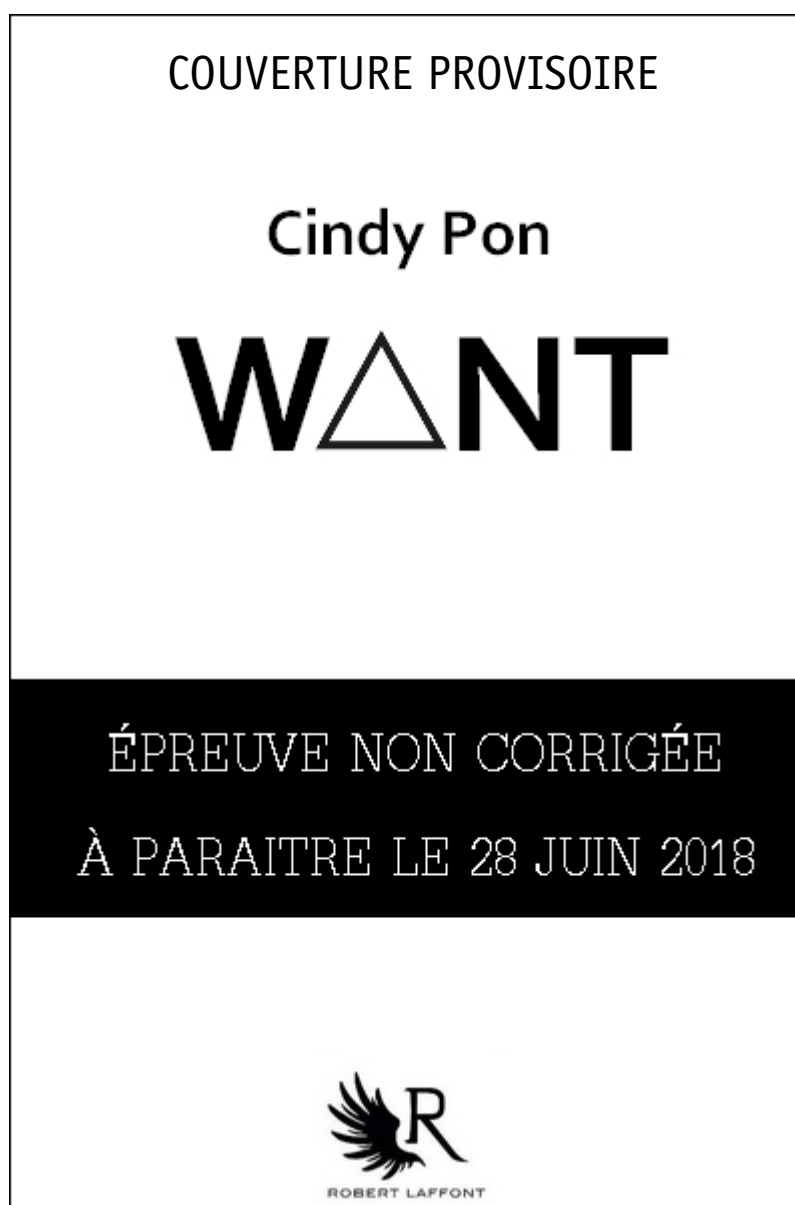 COUVERTURE PROVISOIRE
Cindy Pon
W△NT
ÉPREUVE NON CORRIGÉE
À PARAITRE LE 28 JUIN 2018
R
ROBERT LAFFONT